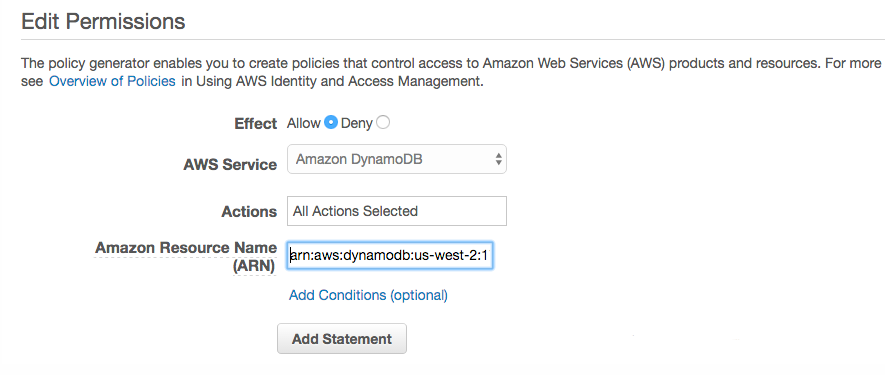 Edit Permissions
The policy generator enables you to create policies that control access to Amazon Web Services (AWS) products and resources. For more
see Overview of Policies in Using AWS Identity and Access Management.
Effect Allow Deny
AWS Service Amazon DynamoDB
Actions All Actions Selected
Amazon Resource Name
(ARN) arn:aws:dynamodb:us-west-2:1
Add Conditions (optional)
Add Statement